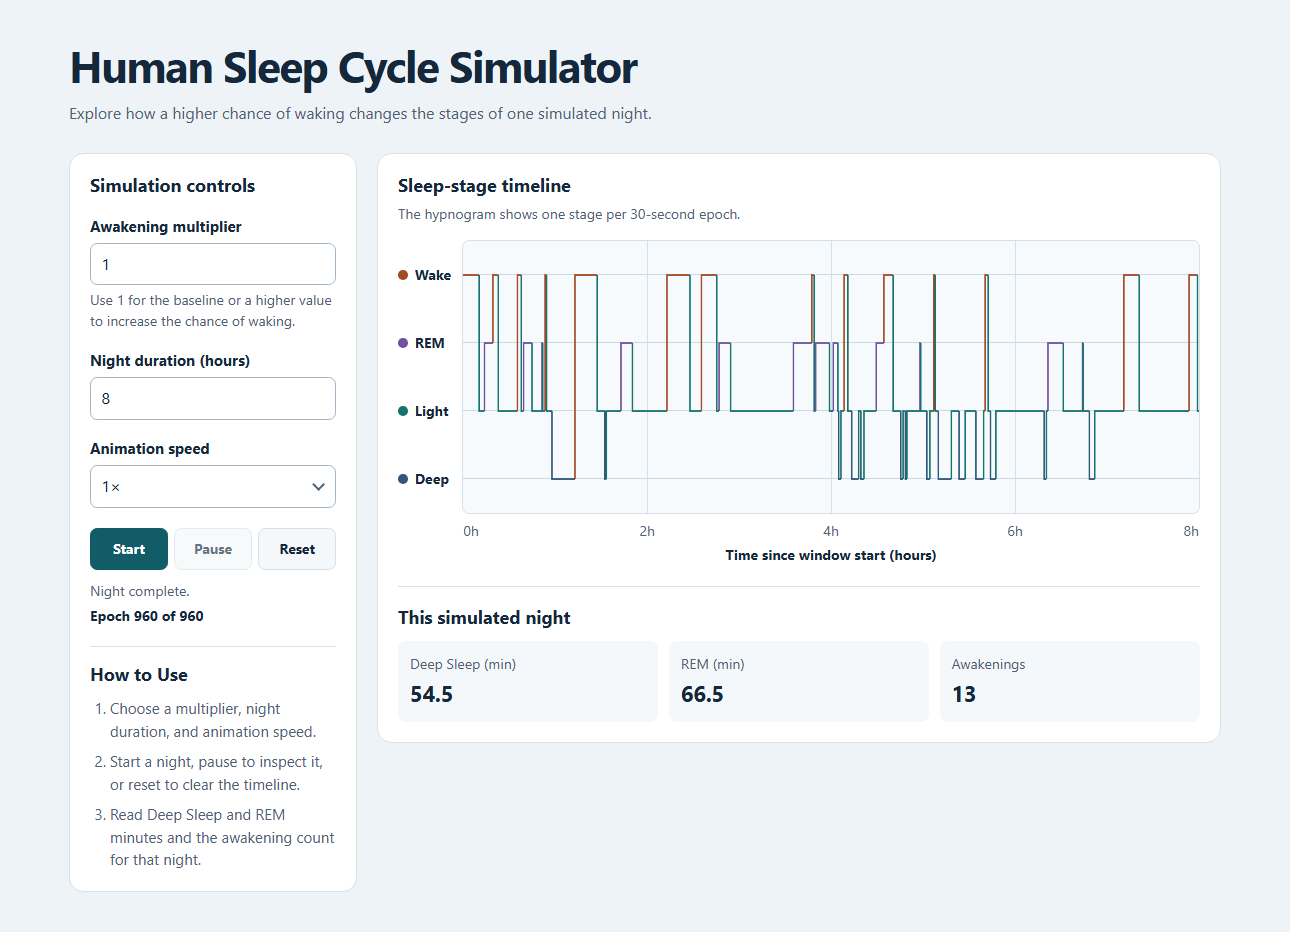 Human Sleep Cycle Simulator
Explore how a higher chance of waking changes the stages of one simulated night.
Simulation controls
Awakening multiplier
1
Use 1 for the baseline or a higher value
to increase the chance of waking.
Night duration (hours)
8
Animation speed
1×
Start
Pause
Reset
Night complete.
Epoch 960 of 960
How to Use
1. Choose a multiplier, night
duration, and animation speed.
2. Start a night, pause to inspect it,
or reset to clear the timeline.
3. Read Deep Sleep and REM
minutes and the awakening count
for that night.
Sleep-stage timeline
The hypnogram shows one stage per 30-second epoch.
Wake
REM
Light
Deep
0h
2h
4h
6h
8h
Time since window start (hours)
This simulated night
Deep Sleep (min)
54.5
REM (min)
66.5
Awakenings
13